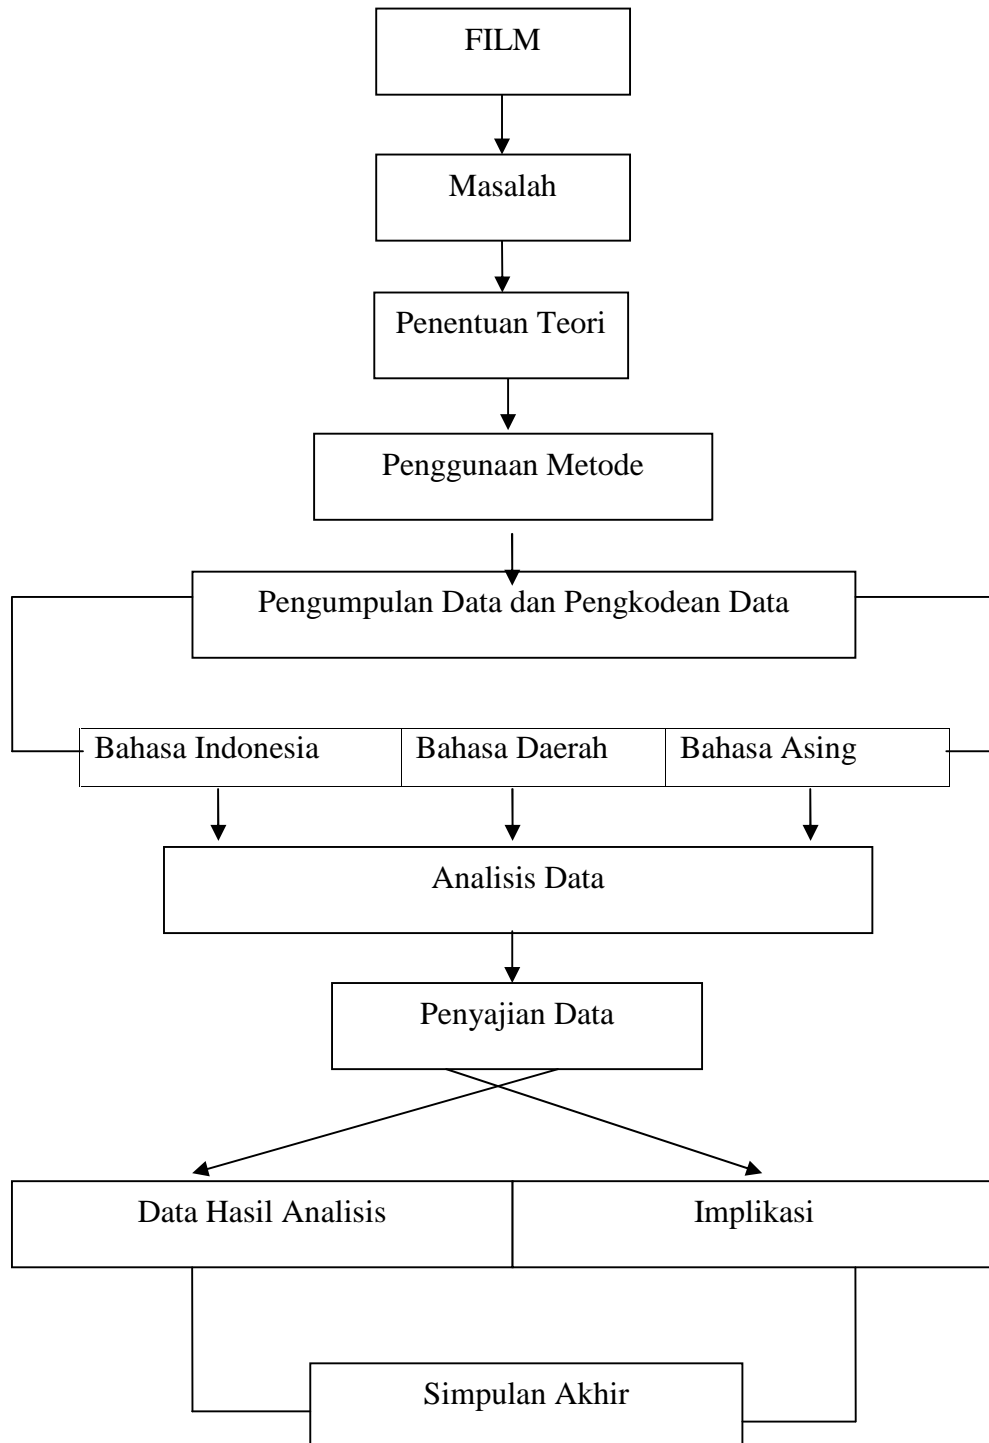 FILM
Masalah
Penentuan Teori
Penggunaan Metode
Pengumpulan Data dan Pengkodean Data
Bahasa Indonesia
Bahasa Daerah
Bahasa Asing
Analisis Data
Penyajian Data
Data Hasil Analisis
Implikasi
Simpulan Akhir